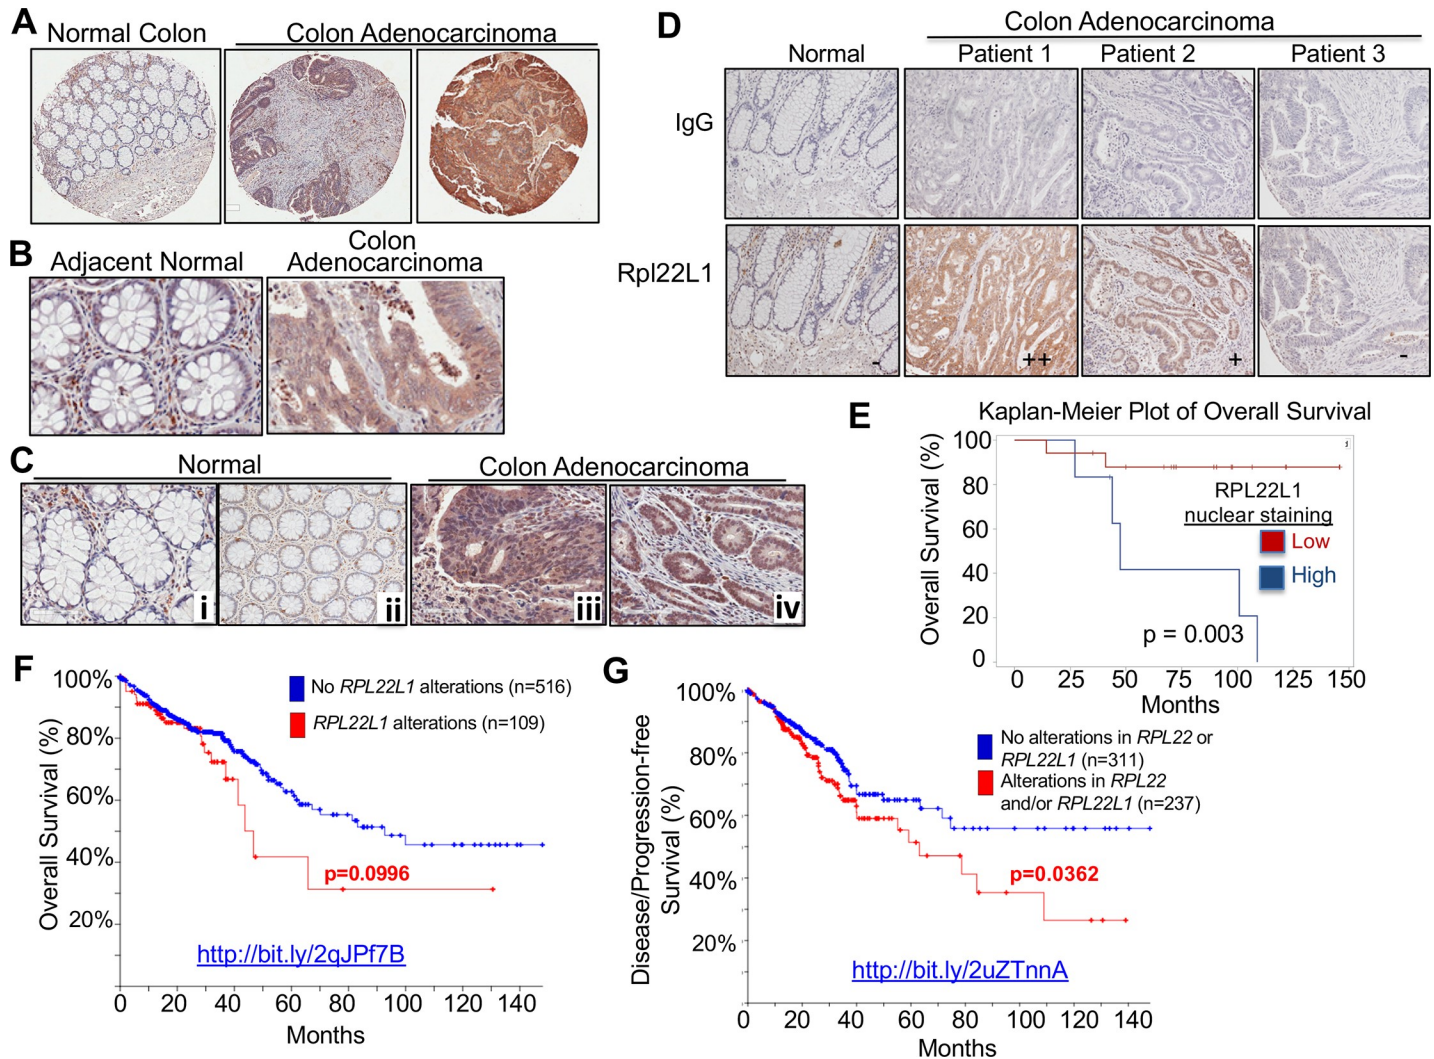 A
Normal Colon
Colon Adenocarcinoma
B
Adjacent Normal
Colon
Adenocarcinoma
C
Normal
Colon Adenocarcinoma
i
ii
iii
iv
D
Colon Adenocarcinoma
Normal
Patient 1
Patient 2
Patient 3
IgG
Rpl22L1
-
++
+
-
E
Kaplan-Meier Plot of Overall Survival
Overall Survival (%)
100
80
60
40
20
0
RPL22L1
nuclear staining
Low
High
p = 0.003
0 25 50 75 100 125 150
Months
F
Overall Survival (%)
100%
80%
60%
40%
20%
No RPL22L1 alterations (n=516)
RPL22L1 alterations (n=109)
p=0.0996
http://bit.ly/2qJPf7B
0 20 40 60 80 100 120 140
Months
G
Disease/Progression-free
Survival (%)
100%
80%
60%
40%
20%
No alterations in RPL22 or
RPL22L1 (n=311)
Alterations in RPL22
and/or RPL22L1 (n=237)
p=0.0362
http://bit.ly/2uZTnnA
0 20 40 60 80 100 120 140
Months